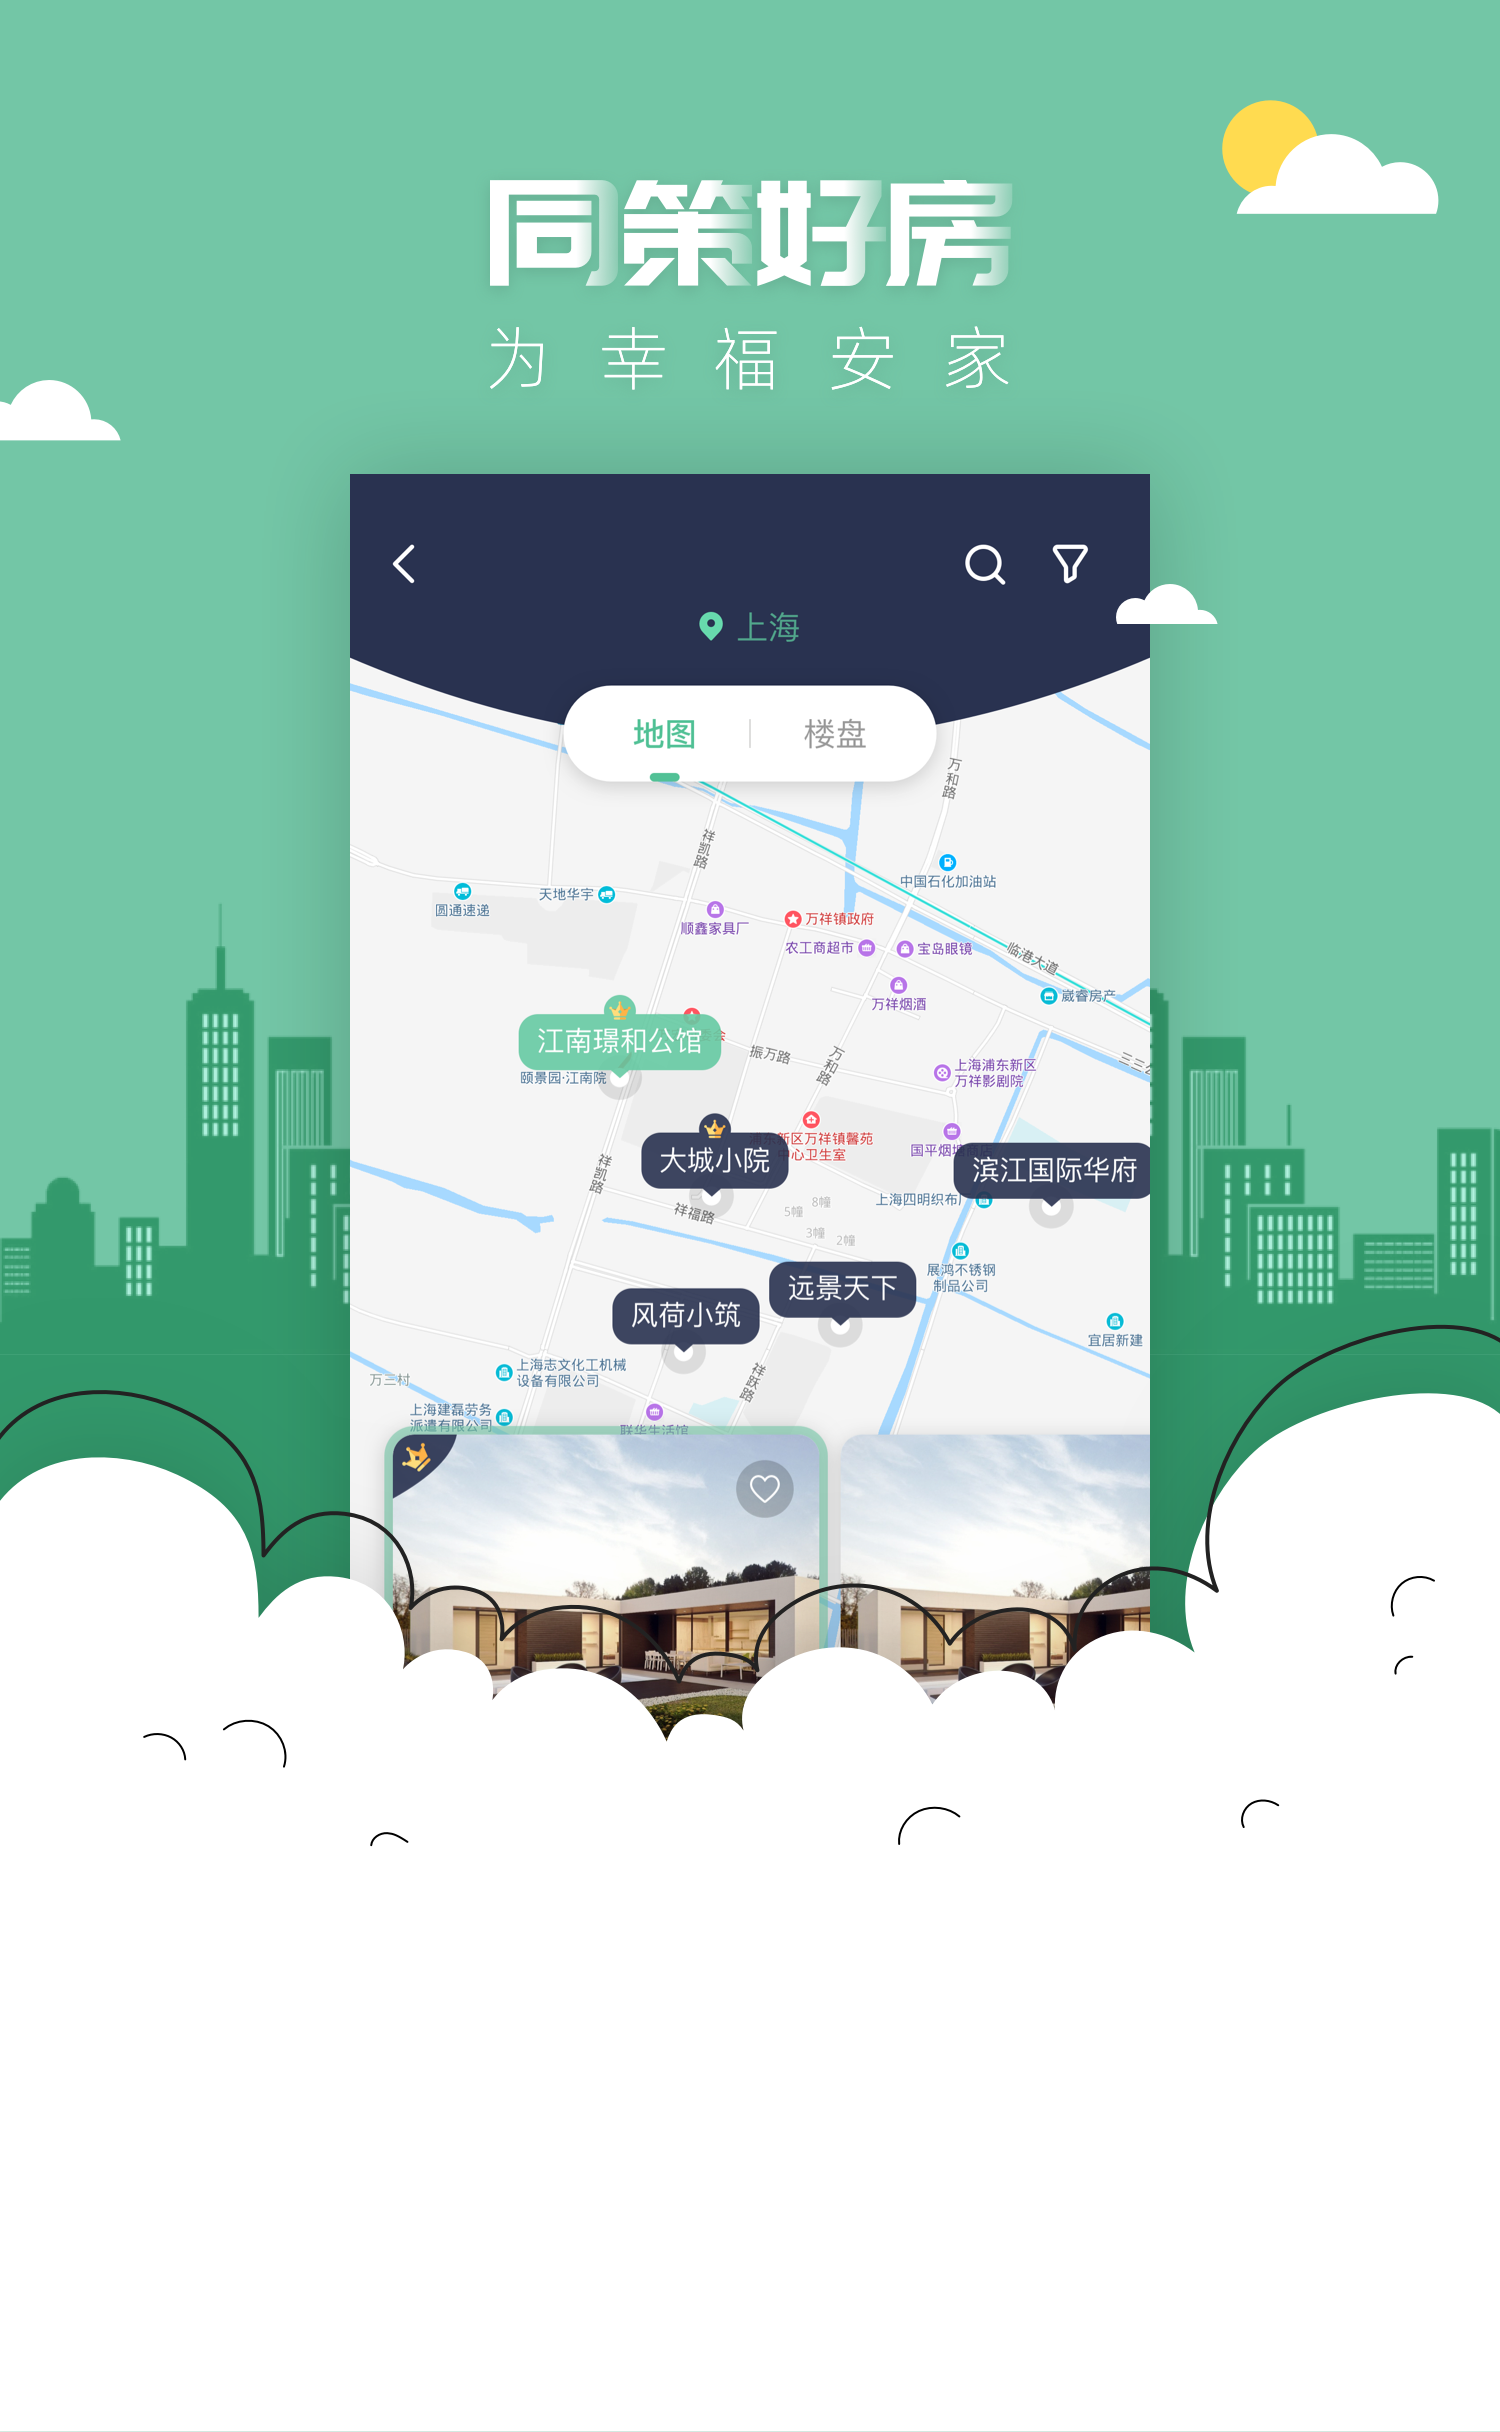 同策好房
为幸福安家
上海
地图
楼盘
万和路
祥凯路
中国石化加油站
圆通速递
天地华宇
顺鑫家具厂
万祥镇政府
农工商超市
宝岛眼镜
临港大道
万祥烟酒
崴睿房产
江南璟和公馆
颐景园·江南院
振万路
万和路
上海浦东新区
万祥影剧院
三三公
大城小院
新区万祥镇馨苑
中心卫生室
国平烟
滨江国际华府
祥凯路
上海四明织布厂
祥福路
8幢
5幢
3幢
2幢
展鸿不锈钢
制品公司
远景天下
风荷小筑
宜居新建
上海志文化工机械
设备有限公司
万三村
祥跃路
上海建磊劳务
派遣有限公司
联华生活馆